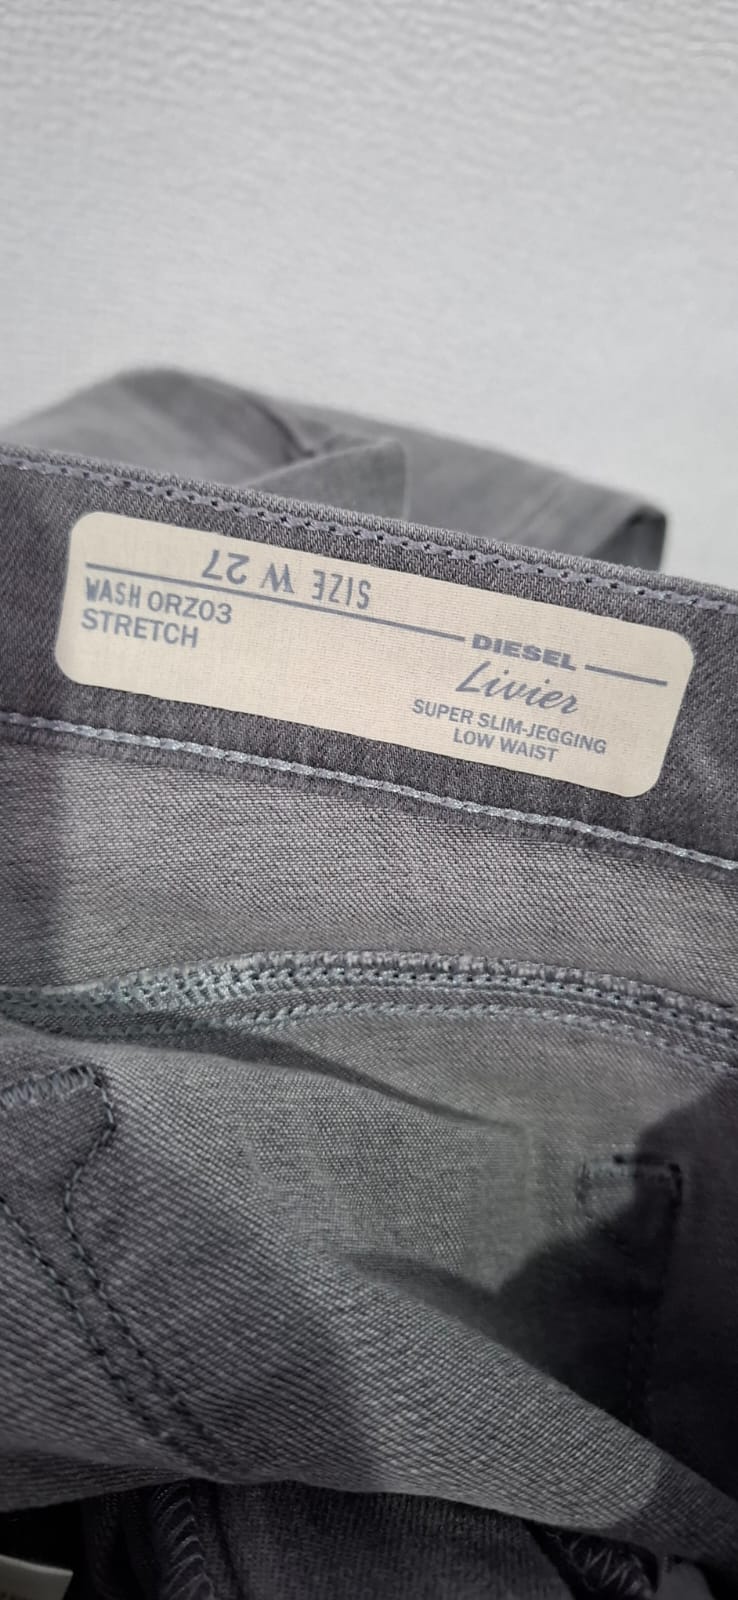 SIZE W 27
WASH ORZ03
STRETCH
DIESEL
Livier
SUPER SLIM-JEGGING
LOW WAIST